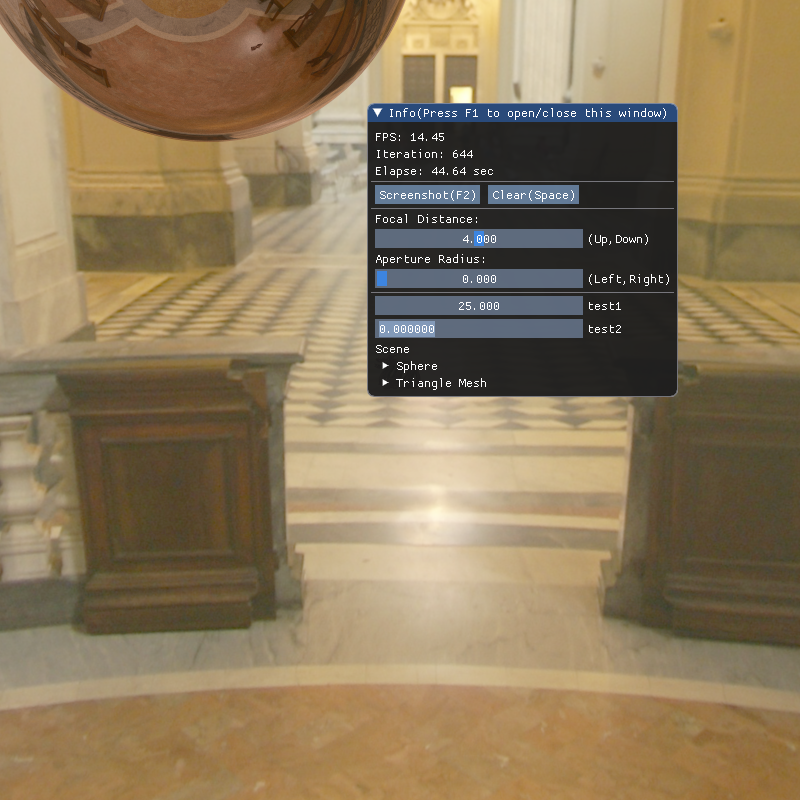 Info(Press F1 to open/close this window)
FPS: 14.45
Iteration: 644
Elapse: 44.64 sec
Screenshot(F2) Clear(Space)
Focal Distance:
4.000 (Up,Down)
Aperture Radius:
0.000 (Left,Right)
25.000 test1
0.000000 test2
Scene
Sphere
Triangle Mesh